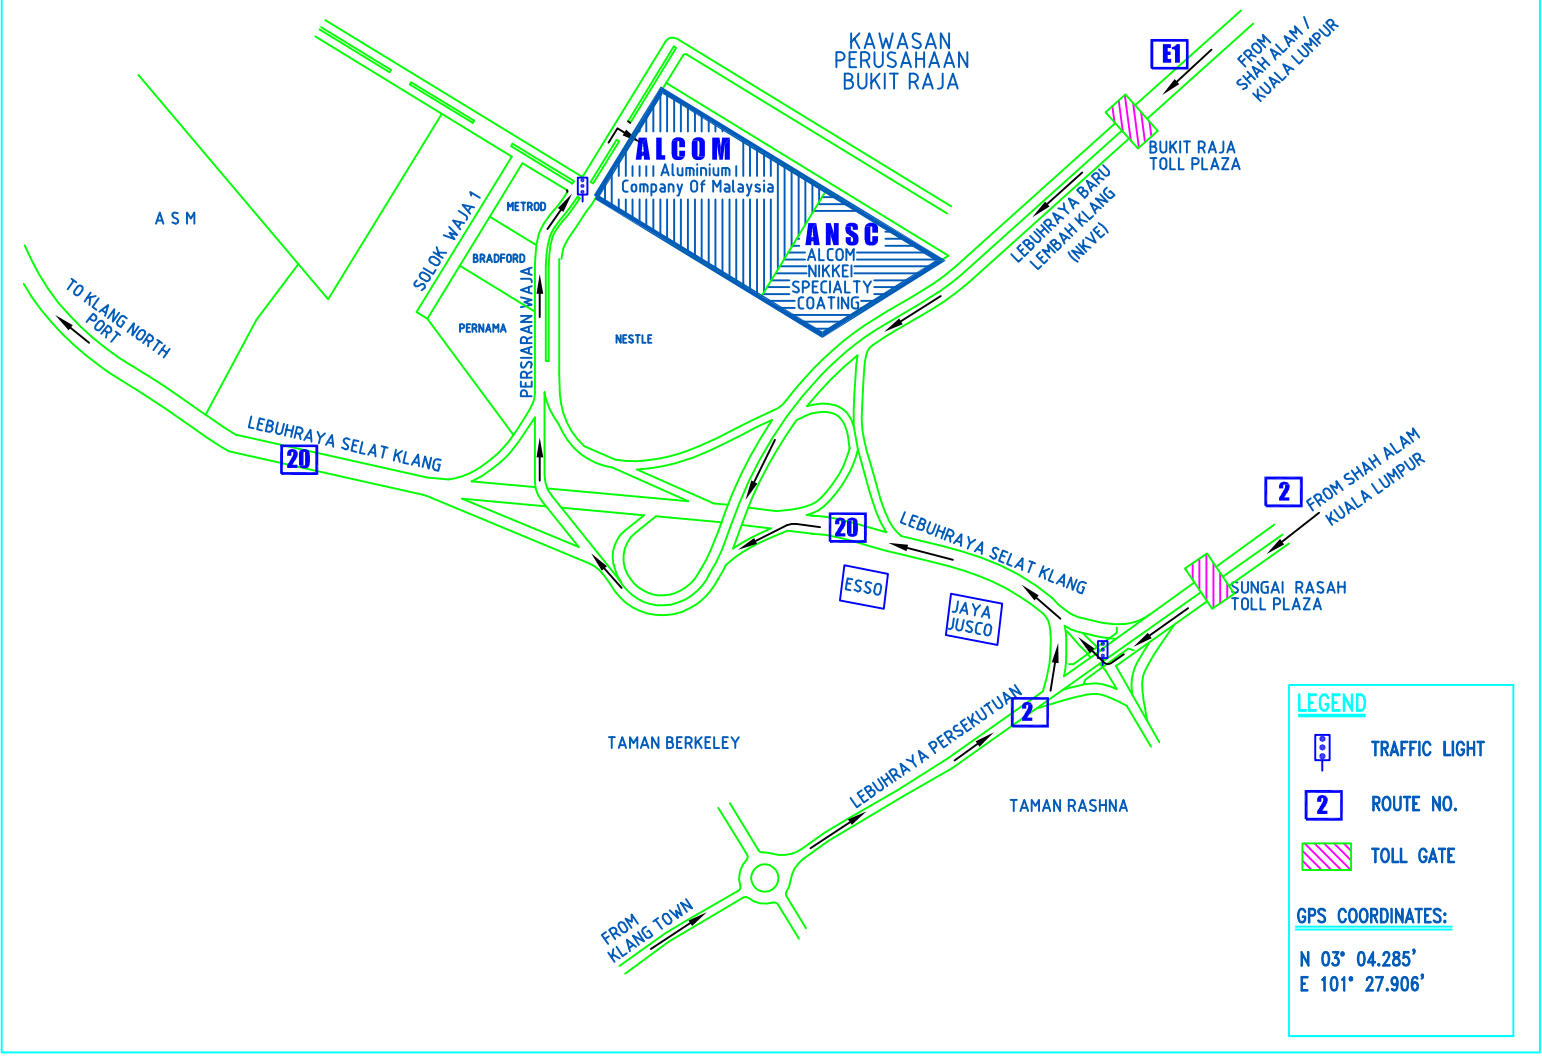 KAWASAN
PERUSAHAAN
BUKIT RAJA
E1
FROM
SHAH ALAM /
KUALA LUMPUR
BUKIT RAJA
TOLL PLAZA
LEBUHRAYA BARU
LEMBAH KLANG
(NKVE)
ALCOM
Aluminium
Company Of Malaysia
ANSC
ALCOM
NIKKEI
SPECIALTY
COATING
A S M
SOLOK WAJA 1
METROD
BRADFORD
PERNAMA
PERSIARAN WAJA
NESTLE
TO KLANG NORTH
PORT
LEBUHRAYA SELAT KLANG
20
20
LEBUHRAYA SELAT KLANG
ESSO
JAYA
JUSCO
2
FROM SHAH ALAM
KUALA LUMPUR
SUNGAI RASAH
TOLL PLAZA
2
LEBUHRAYA PERSEKUTUAN
TAMAN BERKELEY
TAMAN RASHNA
FROM
KLANG TOWN
LEGEND
TRAFFIC LIGHT
2 ROUTE NO.
TOLL GATE
GPS COORDINATES:
N 03° 04.285'
E 101° 27.906'